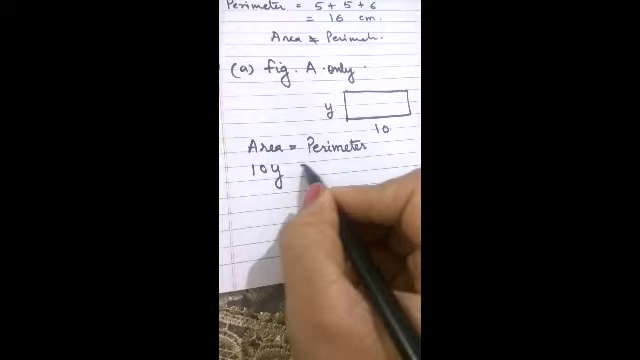 Perimeter = 5 + 5 + 6
= 16 cm.
Area ≠ Perimeter.
(a) fig. A only.
y
10
Area = Perimeter
10y